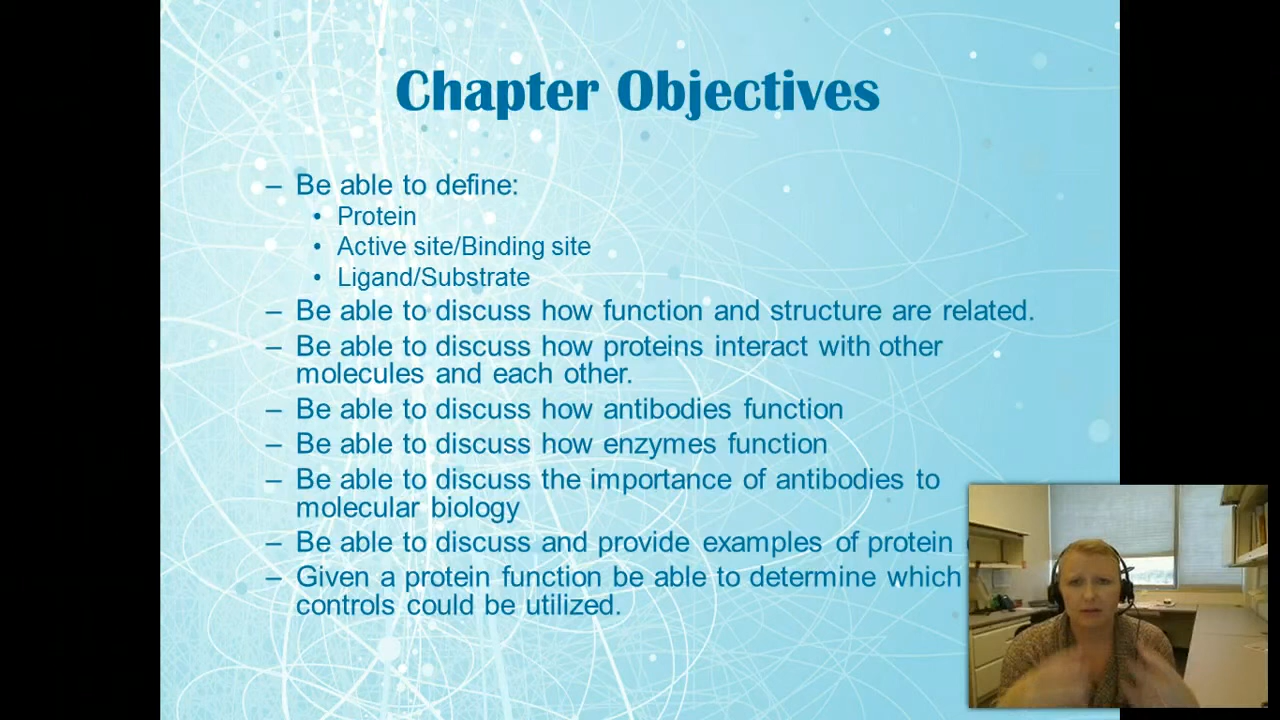 Chapter Objectives
– Be able to define:
• Protein
• Active site/Binding site
• Ligand/Substrate
– Be able to discuss how function and structure are related.
– Be able to discuss how proteins interact with other
molecules and each other.
– Be able to discuss how antibodies function
– Be able to discuss how enzymes function
– Be able to discuss the importance of antibodies to
molecular biology
– Be able to discuss and provide examples of protein
– Given a protein function be able to determine which
controls could be utilized.